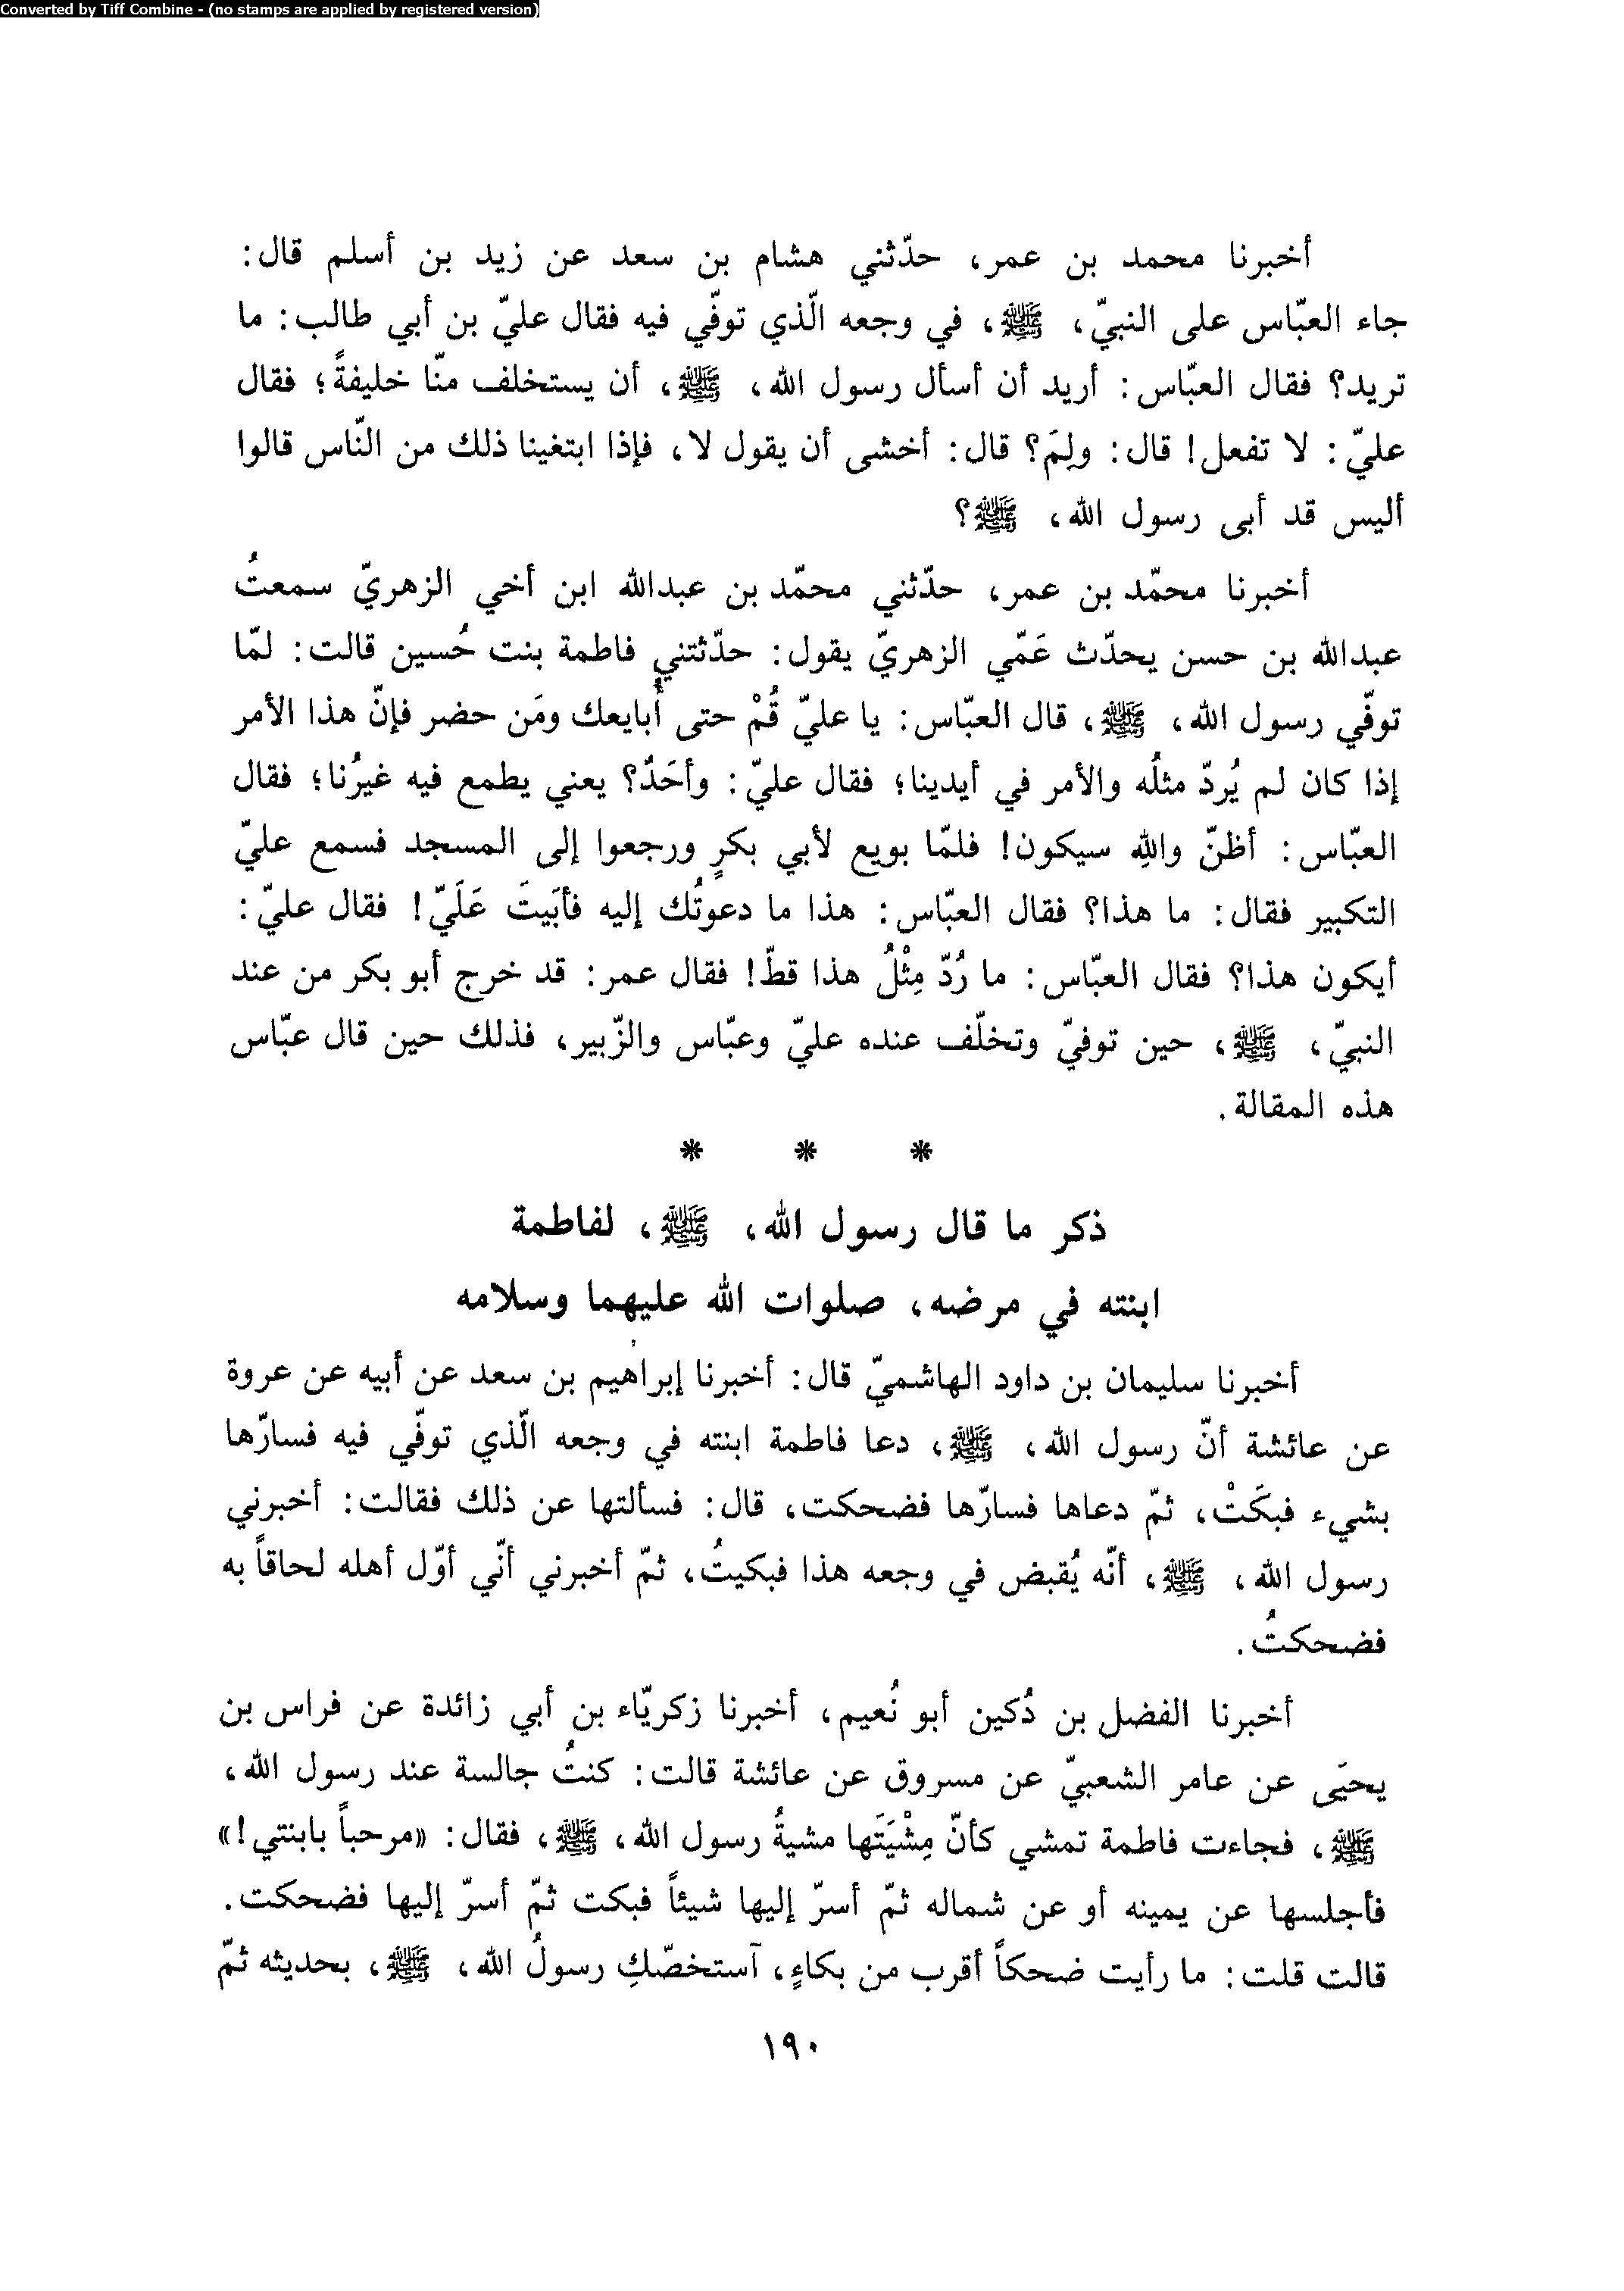 Converted by Tiff Combine - (no stamps are applied by registered version)
أخبرنا محمد بن عمر، حدّثني هشام بن سعد عن زيد بن أسلم قال:
جاء العبّاس على النبيّ، ﷺ، في وجعه الّذي توفّي فيه فقال عليّ بن أبي طالب: ما
تريد؟ فقال العبّاس: أريد أن أسأل رسول الله، ﷺ، أن يستخلف منّا خليفةً؛ فقال
عليّ: لا تفعل! قال: ولِمَ؟ قال: أخشى أن يقول لا، فإذا ابتغينا ذلك من النّاس قالوا
أليس قد أبى رسول الله، ﷺ؟
أخبرنا محمّد بن عمر، حدّثني محمّد بن عبدالله ابن أخي الزهريّ سمعتُ
عبدالله بن حسن يحدّث عَمّي الزهريّ يقول: حدّثتني فاطمة بنت حُسين قالت: لمّا
توفّي رسول الله، ﷺ، قال العبّاس: يا عليّ قُمْ حتى أُبايعك ومَن حضر فإنّ هذا الأمر
إذا كان لم يُردّ مثلُه والأمر في أيدينا؛ فقال عليّ: وأحَدٌ؟ يعني يطمع فيه غيرُنا؛ فقال
العبّاس: أظنّ واللهِ سيكون! فلمّا بويع لأبي بكرٍ ورجعوا إلى المسجد فسمع عليّ
التكبير فقال: ما هذا؟ فقال العبّاس: هذا ما دعوتُك إليه فأبَيتَ عَلَيّ! فقال عليّ:
أيكون هذا؟ فقال العبّاس: ما رُدّ مِثْلُ هذا قطّ! فقال عمر: قد خرج أبو بكر من عند
النبيّ، ﷺ، حين توفيّ وتخلّف عنده عليّ وعبّاس والزّبير، فذلك حين قال عبّاس
هذه المقالة.
* * *
ذكر ما قال رسول الله، ﷺ، لفاطمة
ابنته في مرضه، صلوات الله عليهما وسلامه
أخبرنا سليمان بن داود الهاشميّ قال: أخبرنا إبراهيم بن سعد عن أبيه عن عروة
عن عائشة أنّ رسول الله، ﷺ، دعا فاطمة ابنته في وجعه الّذي توفّي فيه فسارّها
بشيء فبكَتْ، ثمّ دعاها فسارّها فضحكت، قال: فسألتها عن ذلك فقالت: أخبرني
رسول الله، ﷺ، أنّه يُقبض في وجعه هذا فبكيتُ، ثمّ أخبرني أنّي أوّل أهله لحاقاً به
فضحكتُ.
أخبرنا الفضل بن دُكين أبو نُعيم، أخبرنا زكريّاء بن أبي زائدة عن فراس بن
يحيَى عن عامر الشعبيّ عن مسروق عن عائشة قالت: كنتُ جالسة عند رسول الله،
ﷺ، فجاءت فاطمة تمشي كأنّ مِشْيَتَها مشيةُ رسول الله، ﷺ، فقال: «مرحباً بابنتي!»
فأجلسها عن يمينه أو عن شماله ثمّ أسرّ إليها شيئاً فبكت ثمّ أسرّ إليها فضحكت.
قالت قلت: ما رأيت ضحكاً أقرب من بكاءٍ، آستخصّكِ رسولُ الله، ﷺ، بحديثه ثمّ
١٩٠